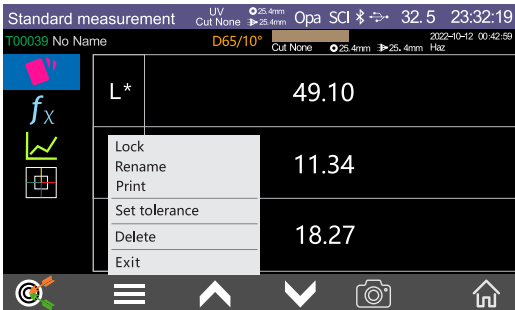 Standard measurement UV Cut None 25.4mm 25.4mm Opa SCI 32.5 23:32:19
T00039 No Name D65/10° Cut None 25.4mm 25.4mm Haz 2022-10-12 00:42:59
L* 49.10
fx
Lock
Rename
Print
11.34
Set tolerance
Delete
Exit
18.27